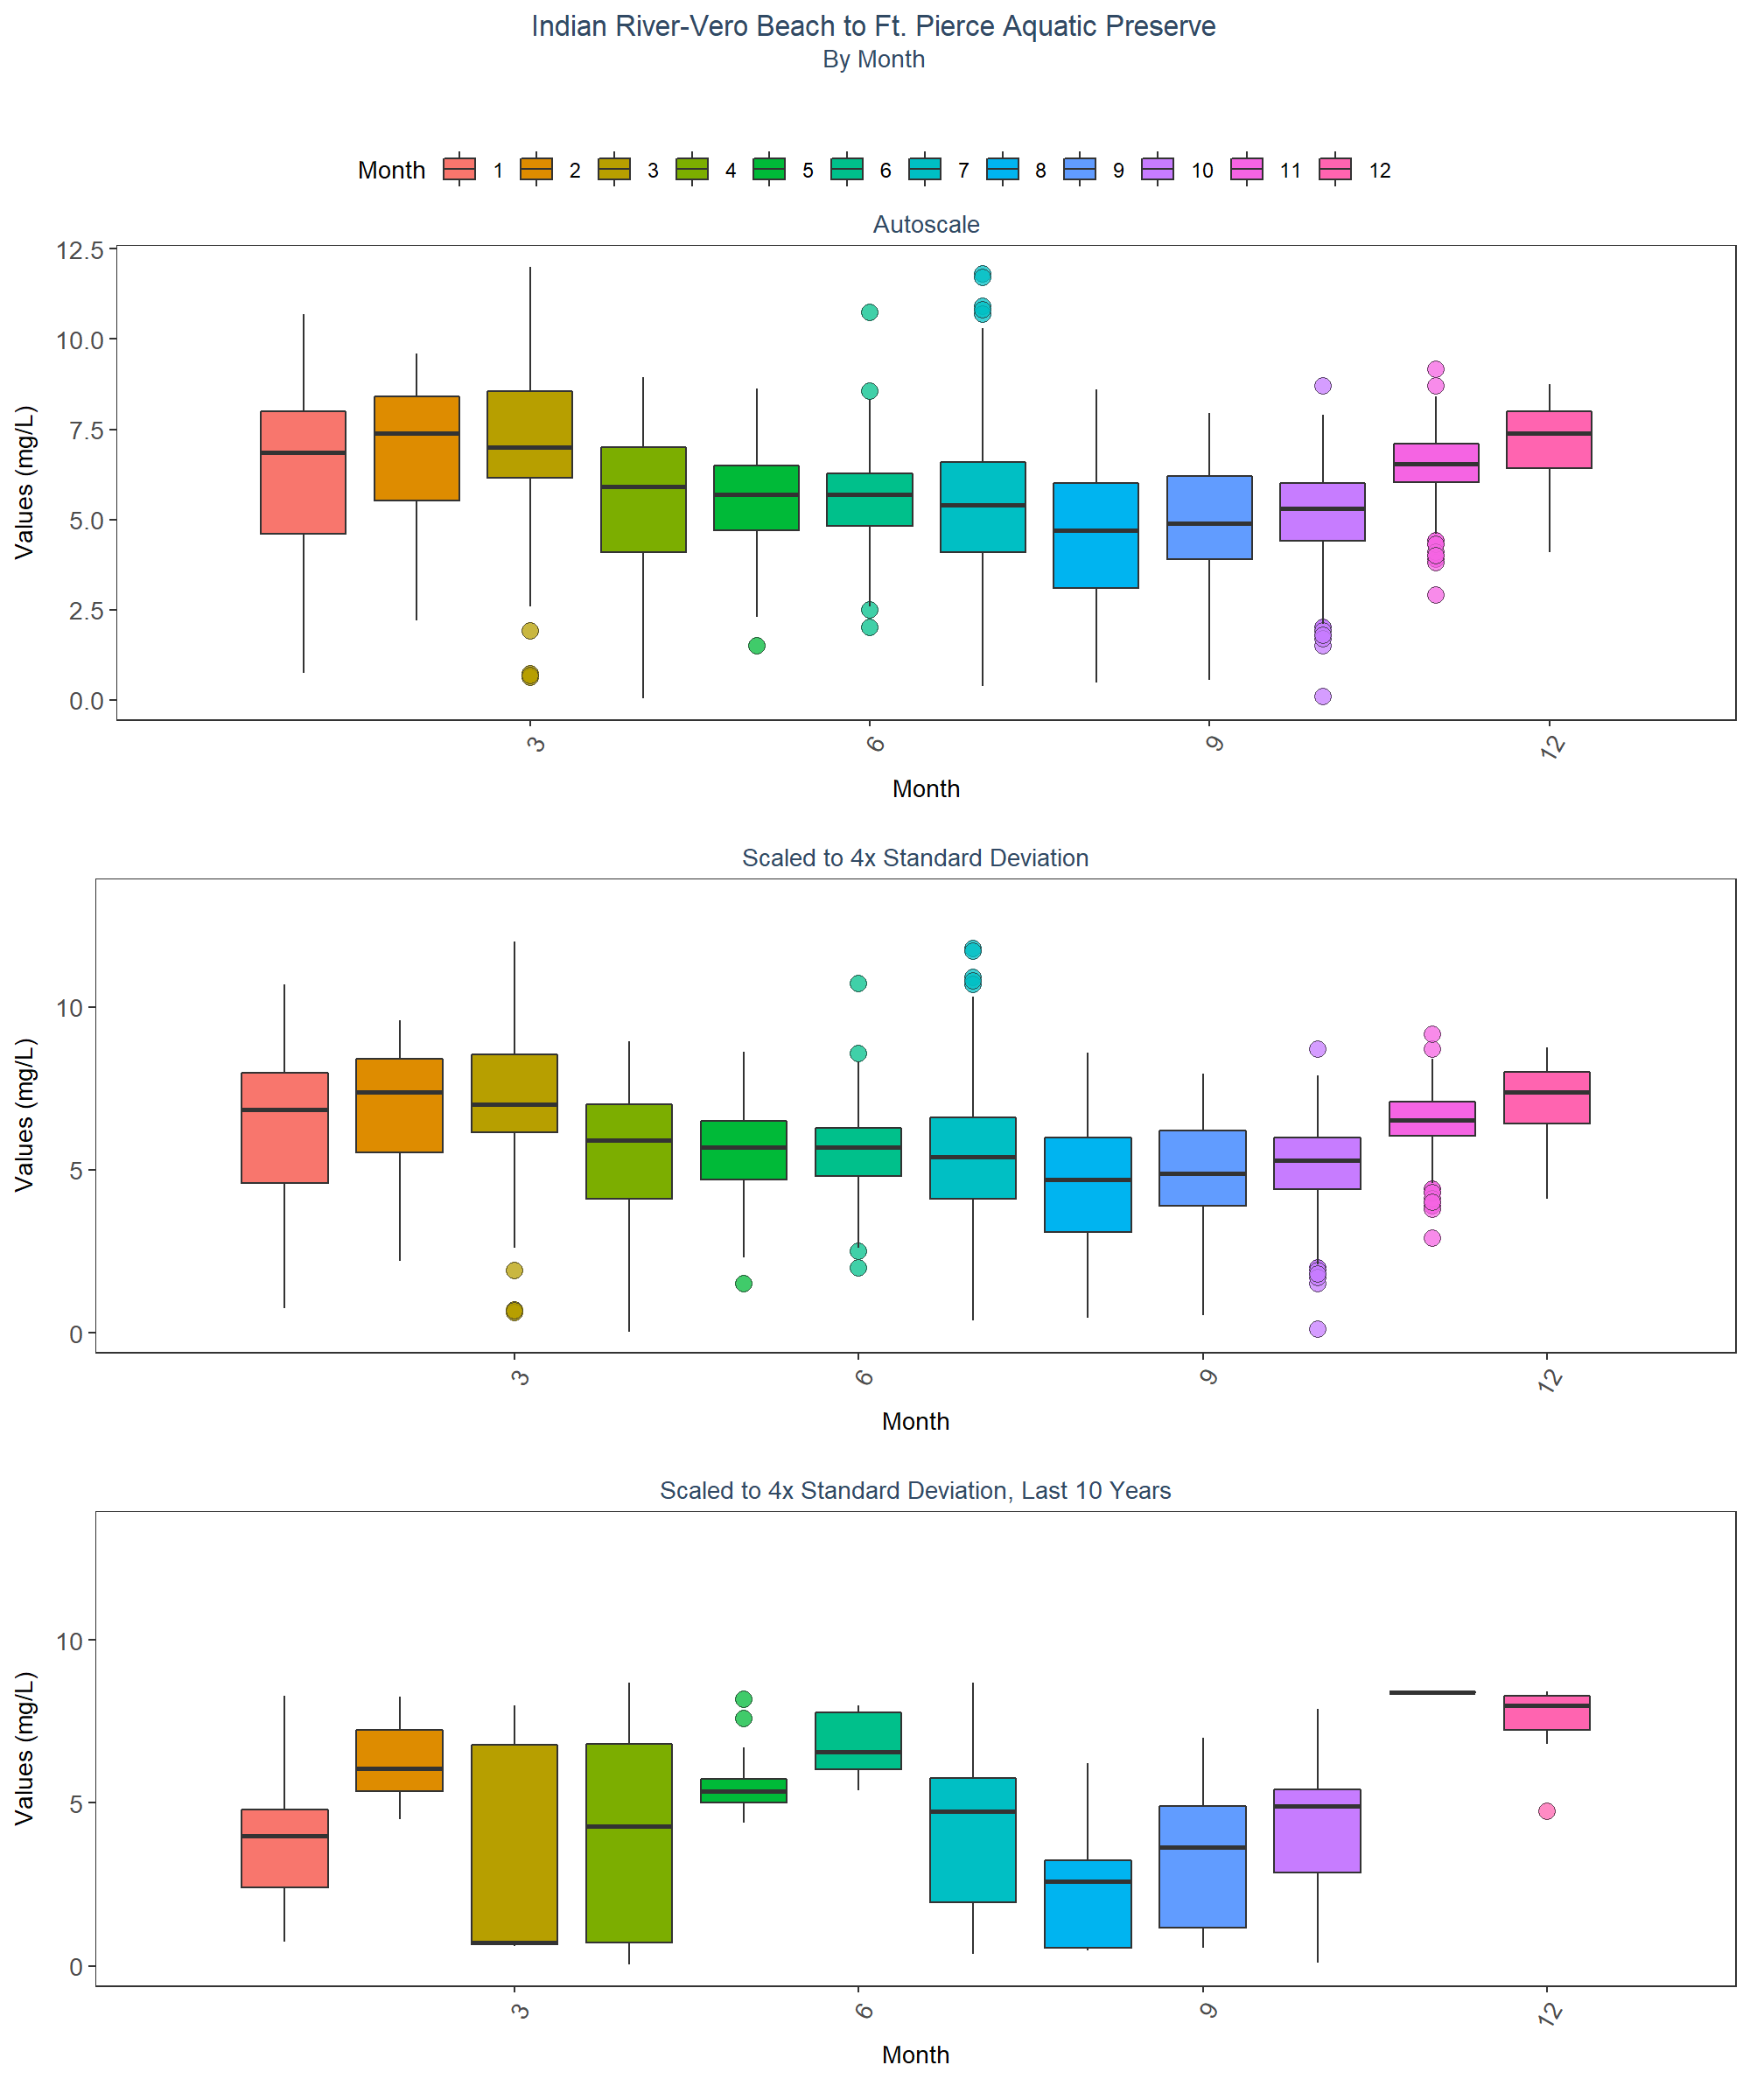 Indian River-Vero Beach to Ft. Pierce Aquatic Preserve
By Month
Month 1 2 3 4 5 6 7 8 9 10 11 12
Autoscale
Values (mg/L)
12.5
10.0
7.5
5.0
2.5
0.0
3 6 9 12
Month
Scaled to 4x Standard Deviation
Values (mg/L)
10
5
0
3 6 9 12
Month
Scaled to 4x Standard Deviation, Last 10 Years
Values (mg/L)
10
5
0
3 6 9 12
Month